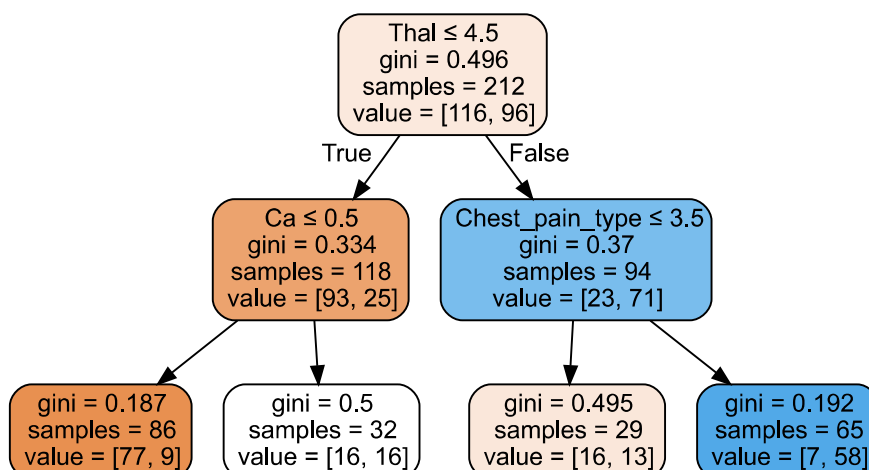 Thal ≤ 4.5
gini = 0.496
samples = 212
value = [116, 96]
True
False
Ca ≤ 0.5
gini = 0.334
samples = 118
value = [93, 25]
Chest_pain_type ≤ 3.5
gini = 0.37
samples = 94
value = [23, 71]
gini = 0.187
samples = 86
value = [77, 9]
gini = 0.5
samples = 32
value = [16, 16]
gini = 0.495
samples = 29
value = [16, 13]
gini = 0.192
samples = 65
value = [7, 58]